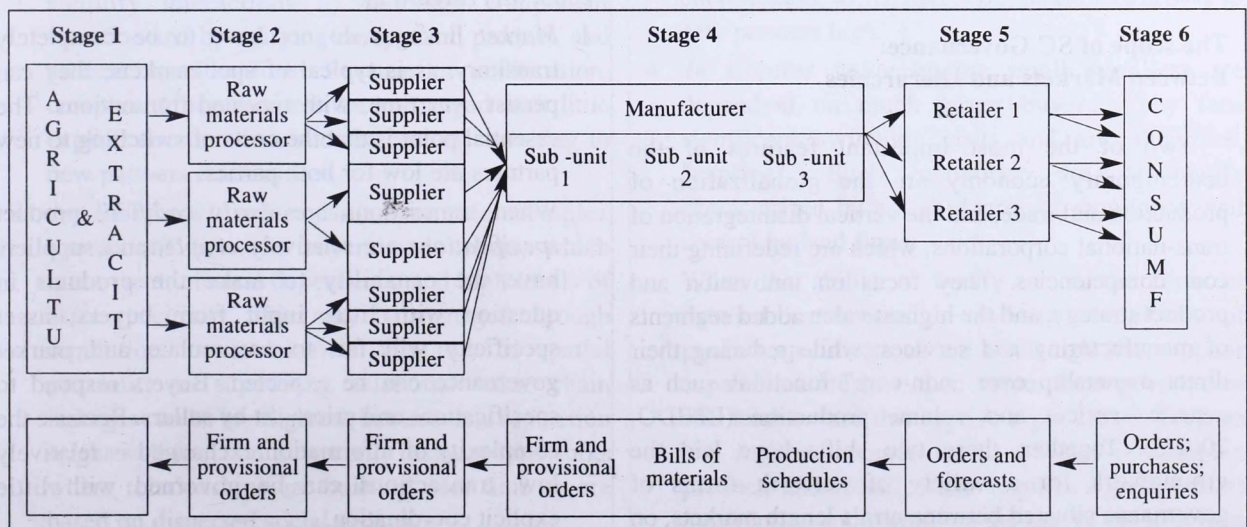 Stage 1
Stage 2
Stage 3
Stage 4
Stage 5
Stage 6
A
G
R
I
C
U
L
T
U
&
E
X
T
R
A
C
I
T
Raw
materials
processor
Raw
Materials
processor
Raw
materials
processor
Supplier
Supplier
Supplier
Supplier
Supplier
Supplier
Supplier
Supplier
Supplier
Manufacturer
Sub -unit
1
Sub -unit
2
Sub -unit
3
Retailer 1
Retailer 2
Retailer 3
C
O
N
S
U
M
F
Firm and
provisional
orders
Firm and
provisional
orders
Firm and
provisional
orders
Bills of
materials
Production
schedules
Orders and
forecasts
Orders;
purchases;
enquiries